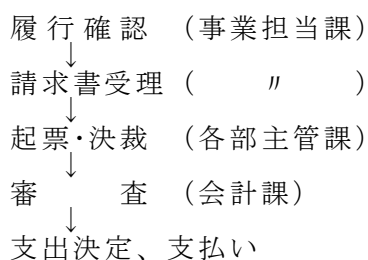 履行確認（事業担当課）
↓
請求書受理（　　〃　　）
↓
起票・決裁（各部主管課）
↓
審　　査（会計課）
↓
支出決定、支払い